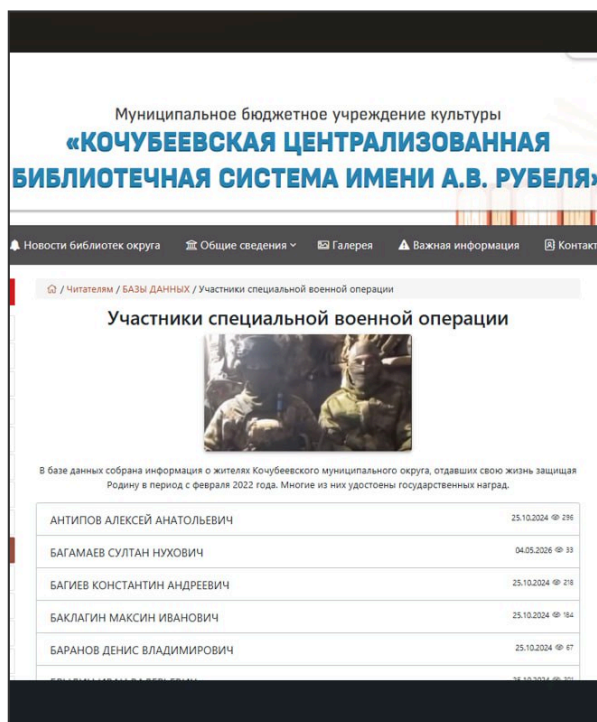 Муниципальное бюджетное учреждение культуры
«КОЧУБЕЕВСКАЯ ЦЕНТРАЛИЗОВАННАЯ
БИБЛИОТЕЧНАЯ СИСТЕМА ИМЕНИ А.В. РУБЕЛЯ»
Новости библиотек округа Общие сведения Галерея Важная информация Контакт
/ Читателям / БАЗЫ ДАННЫХ / Участники специальной военной операции
Участники специальной военной операции
В базе данных собрана информация о жителях Кочубеевского муниципального округа, отдавших свою жизнь защищая
Родину в период с февраля 2022 года. Многие из них удостоены государственных наград.
АНТИПОВ АЛЕКСЕЙ АНАТОЛЬЕВИЧ 25.10.2024 296
БАГАМАЕВ СУЛТАН НУХОВИЧ 04.05.2026 33
БАГИЕВ КОНСТАНТИН АНДРЕЕВИЧ 25.10.2024 218
БАКЛАГИН МАКСИН ИВАНОВИЧ 25.10.2024 184
БАРАНОВ ДЕНИС ВЛАДИМИРОВИЧ 25.10.2024 67